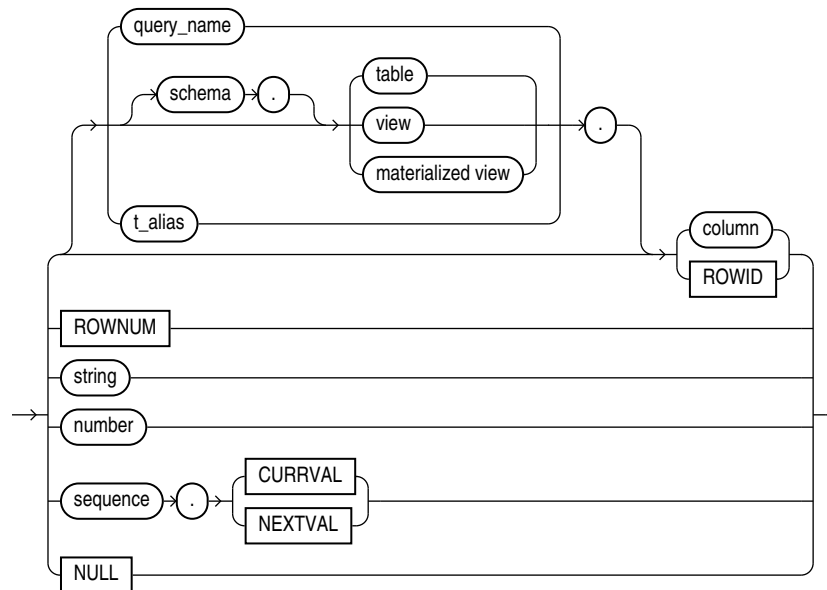 query_name
schema . table
view .
materialized view
t_alias
column
ROWID
ROWNUM
string
number
sequence . CURRVAL
NEXTVAL
NULL